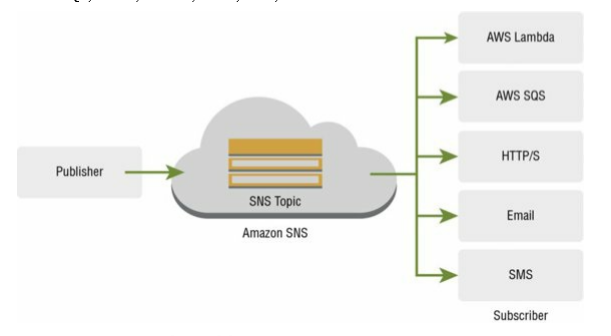 Publisher
SNS Topic
Amazon SNS
AWS Lambda
AWS SQS
HTTP/S
Email
SMS
Subscriber